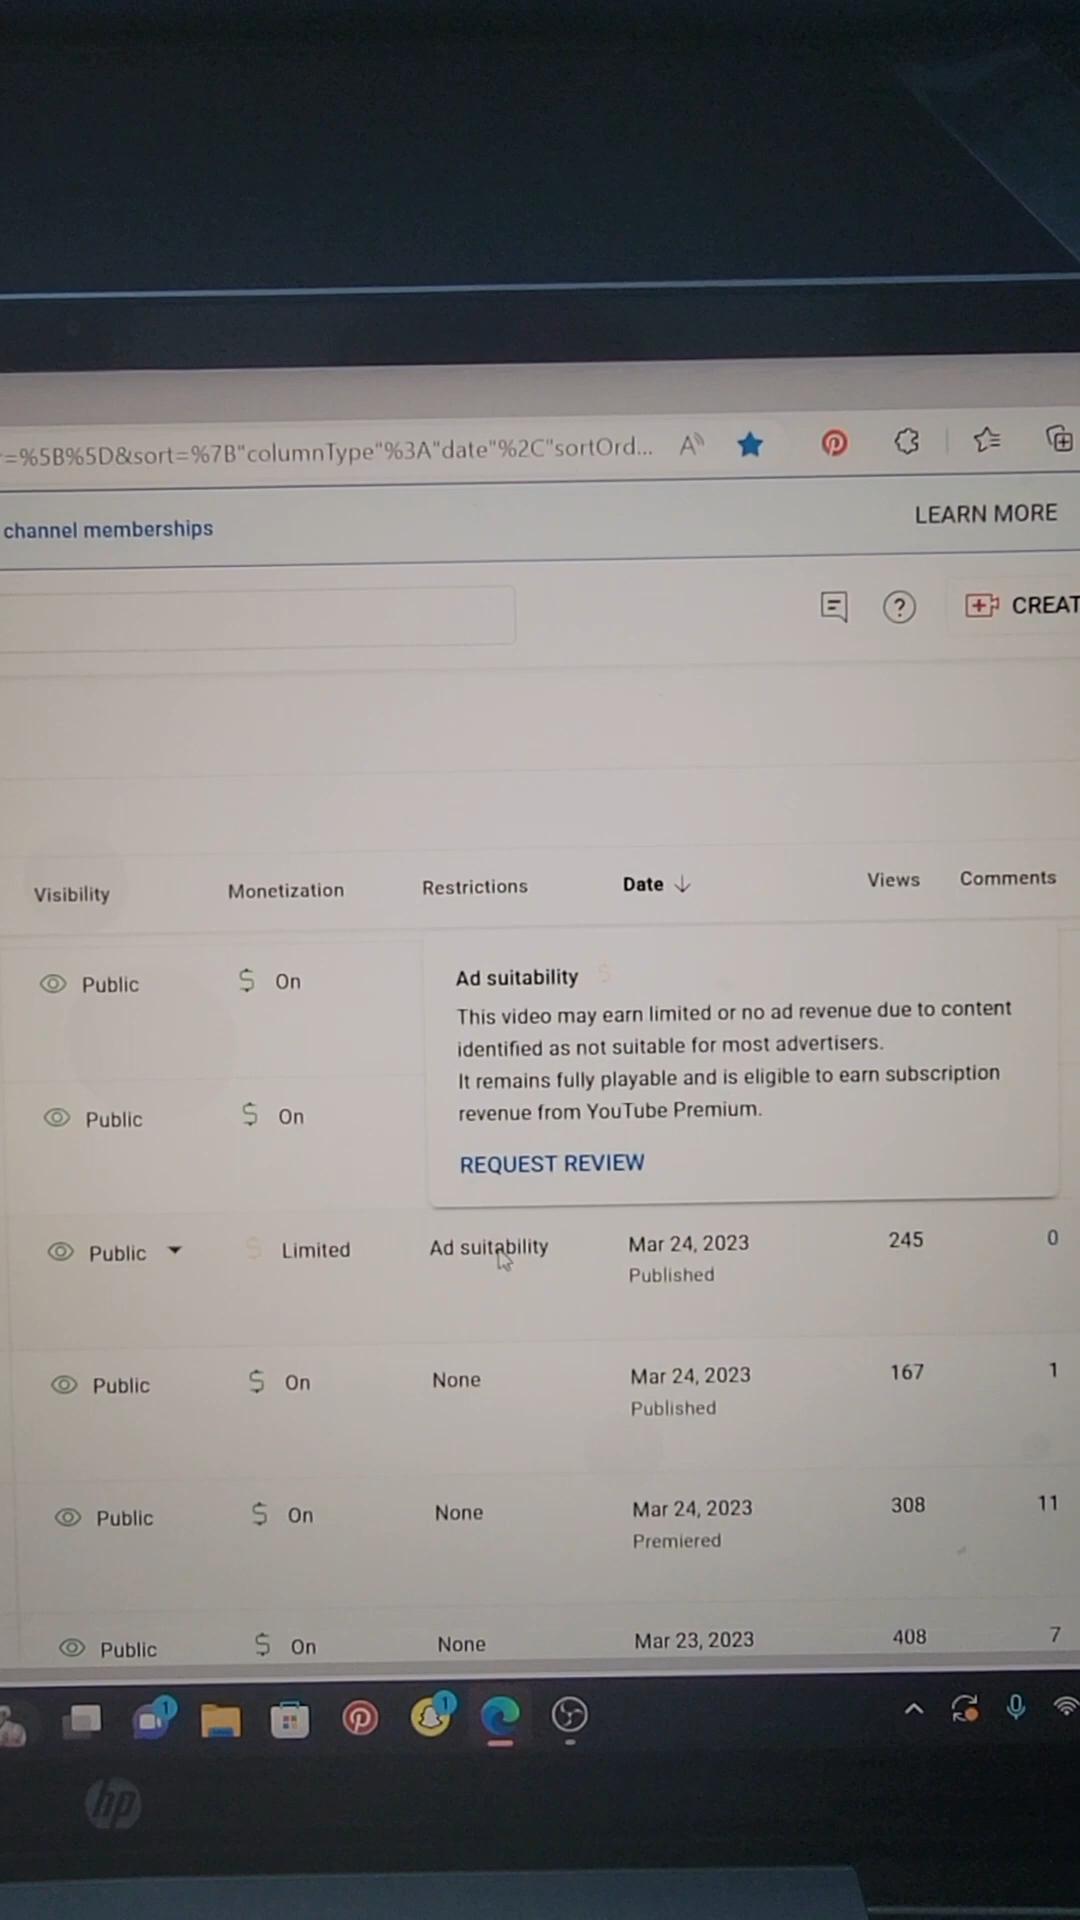 =%5B%5D&sort=%7B"columnType"%3A"date"%2C"sortOrd...
channel memberships
LEARN MORE
CREAT
Visibility Monetization Restrictions Date Views Comments
Public $ On
Ad suitability $
This video may earn limited or no ad revenue due to content
identified as not suitable for most advertisers.
It remains fully playable and is eligible to earn subscription
revenue from YouTube Premium.
REQUEST REVIEW
Public $ On
Public $ Limited Ad suitability Mar 24, 2023 245 0
Published
Public $ On None Mar 24, 2023 167 1
Published
Public $ On None Mar 24, 2023 308 11
Premiered
Public $ On None Mar 23, 2023 408 7
1 1
hp